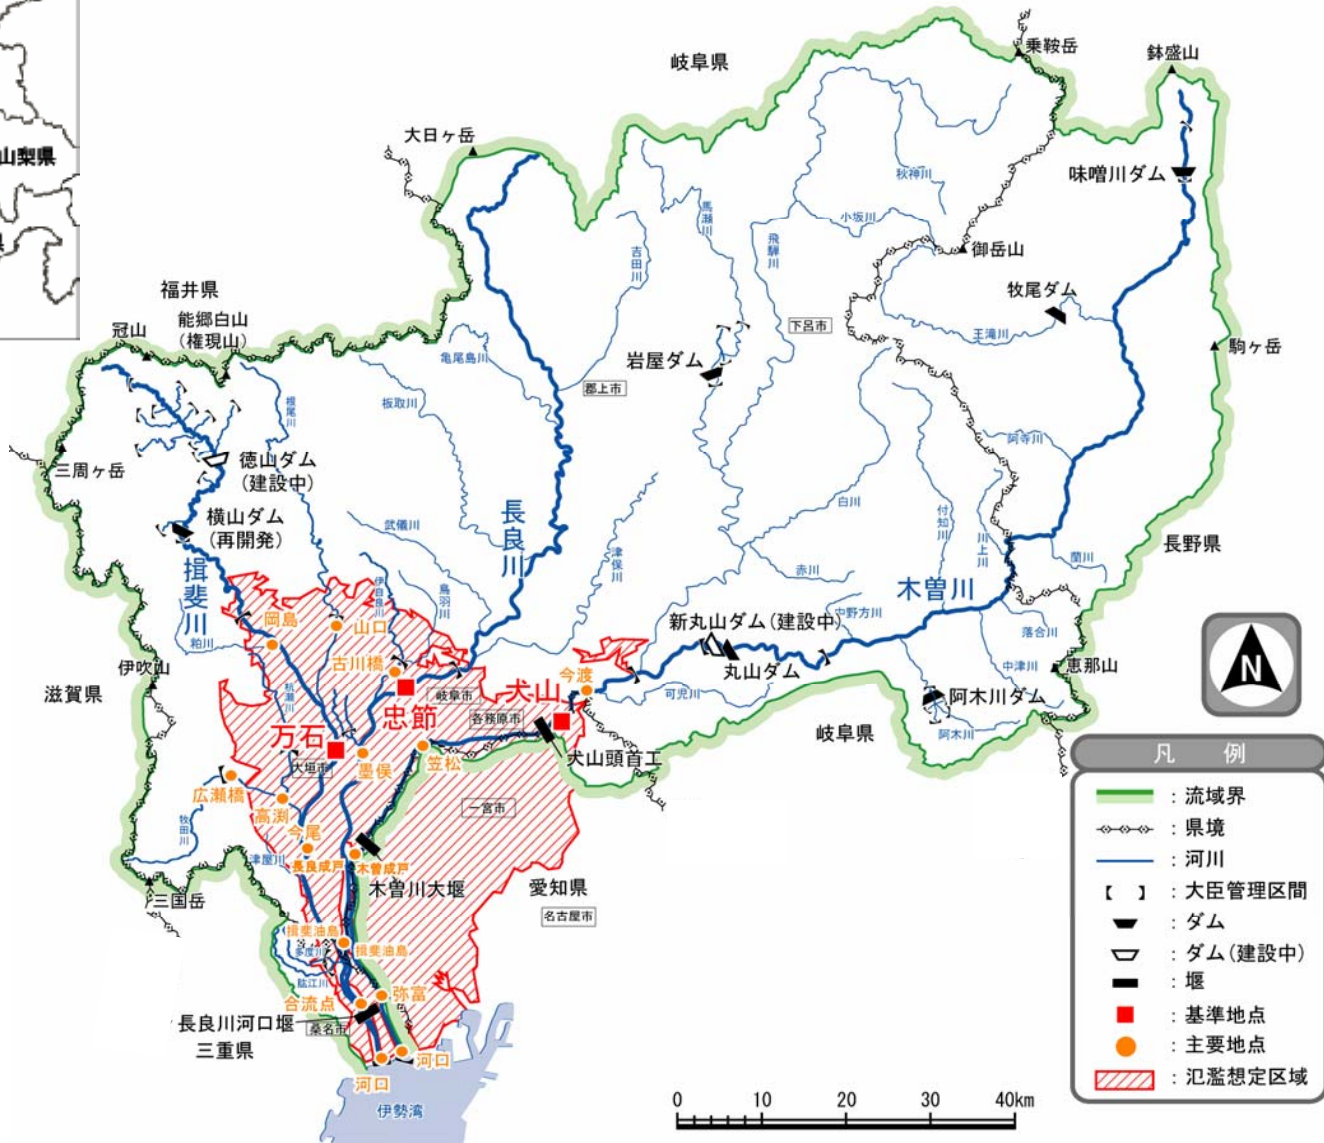 山梨県
岐阜県
乗鞍岳
鉢盛山
大日ヶ岳
味噌川ダム
秋神川
馬瀬川
小坂川
飛騨川
吉田川
御岳山
福井県
牧尾ダム
冠山
能郷白山
(権現山)
下呂市
王滝川
駒ヶ岳
亀尾島川
岩屋ダム
郡上市
根尾川
板取川
阿寺川
三周ヶ岳
徳山ダム
(建設中)
横山ダム
(再開発)
長良川
白川
付知川
川上川
武儀川
津保川
長野県
揖斐川
伊自良川
鳥羽川
赤川
木曽川
蘭川
岡島
山口
新丸山ダム(建設中)
中野方川
落合川
粕川
古川橋
丸山ダム
中津川
恵那山
伊吹山
今渡
可児川
滋賀県
杭瀬川
岐阜市
犬山
阿木川ダム
忠節
各務原市
阿木川
岐阜県
万石
大垣市
墨俣
笠松
犬山頭首工
広瀬橋
高渕
一宮市
牧田川
今尾
津屋川
長良成戸
木曽成戸
木曽川大堰
愛知県
三国岳
名古屋市
揖斐油島
揖斐油島
多度川
肱江川
合流点
弥富
長良川河口堰
桑名市
三重県
河口
河口
伊勢湾
N
凡 例
：流域界
：県境
：河川
：大臣管理区間
：ダム
：ダム(建設中)
：堰
：基準地点
：主要地点
：氾濫想定区域
0 10 20 30 40km